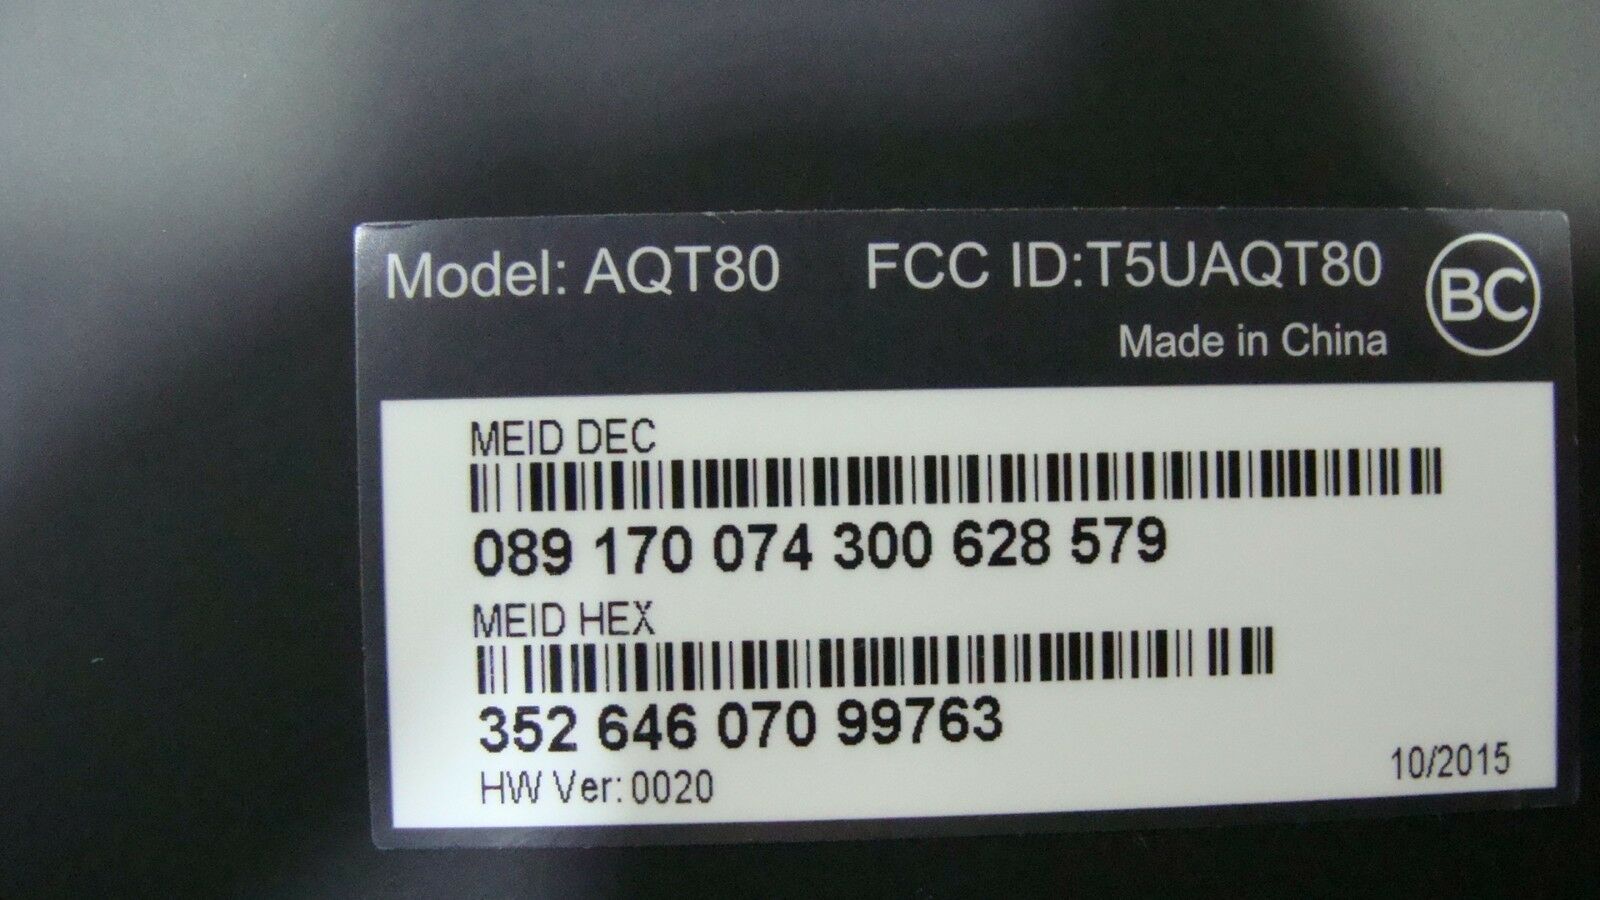 Model: AQT80 FCC ID:T5UAQT80
BC
Made in China
MEID DEC
089 170 074 300 628 579
MEID HEX
352 646 070 99763
HW Ver: 0020
10/2015